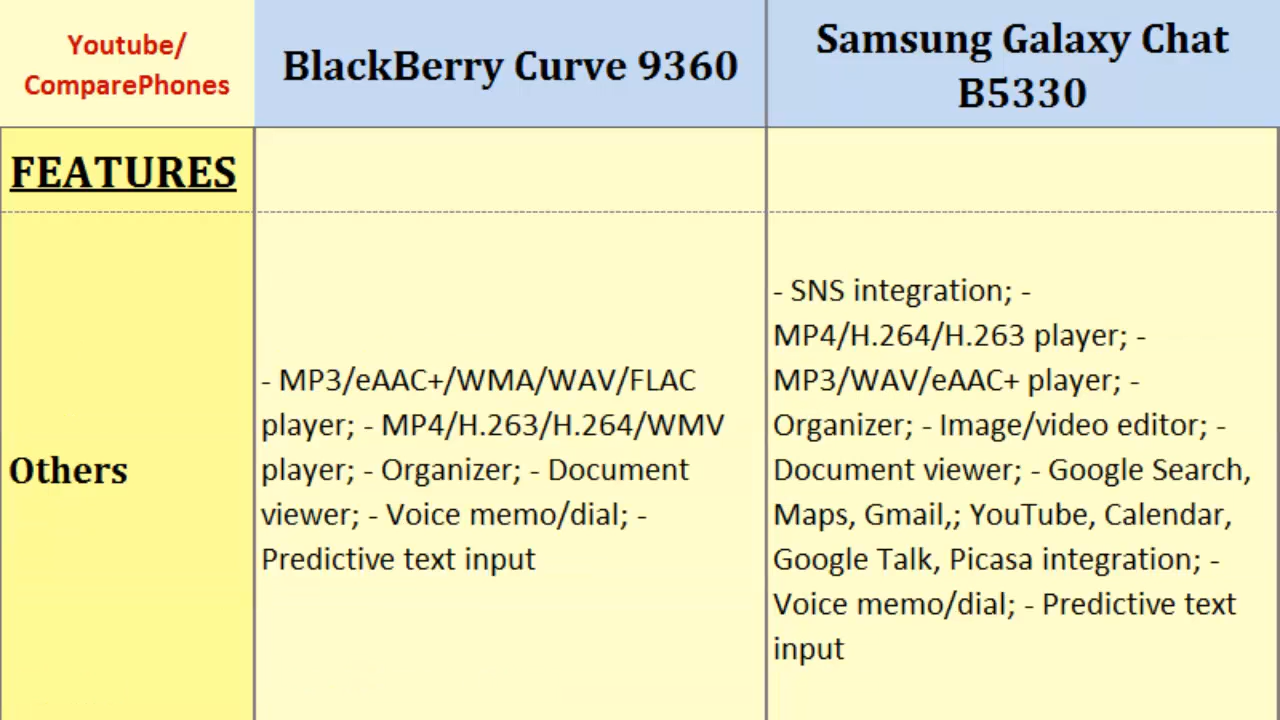 Youtube/
ComparePhones
BlackBerry Curve 9360
Samsung Galaxy Chat
B5330
FEATURES
Others
- MP3/eAAC+/WMA/WAV/FLAC
player; - MP4/H.263/H.264/WMV
player; - Organizer; - Document
viewer; - Voice memo/dial; -
Predictive text input
- SNS integration; -
MP4/H.264/H.263 player; -
MP3/WAV/eAAC+ player; -
Organizer; - Image/video editor; -
Document viewer; - Google Search,
Maps, Gmail,; YouTube, Calendar,
Google Talk, Picasa integration; -
Voice memo/dial; - Predictive text
input